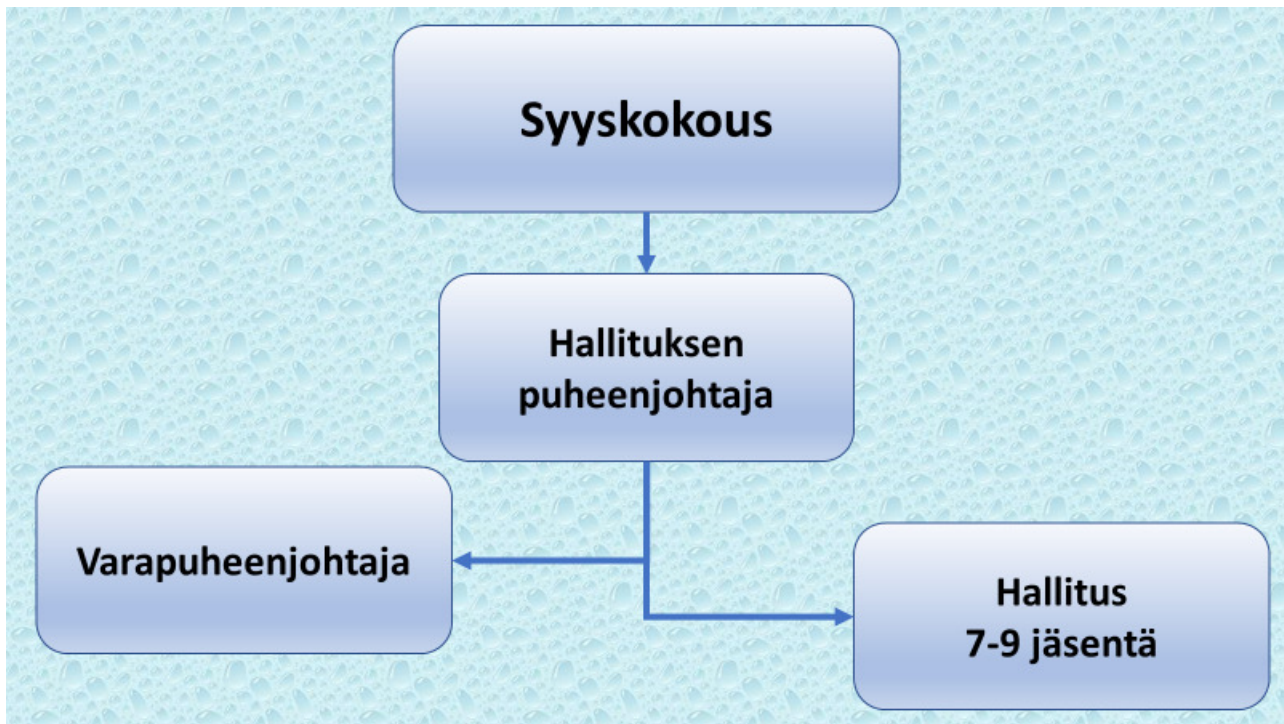 Syyskokous
Hallituksen
puheenjohtaja
Varapuheenjohtaja
Hallitus
7-9 jäsentä